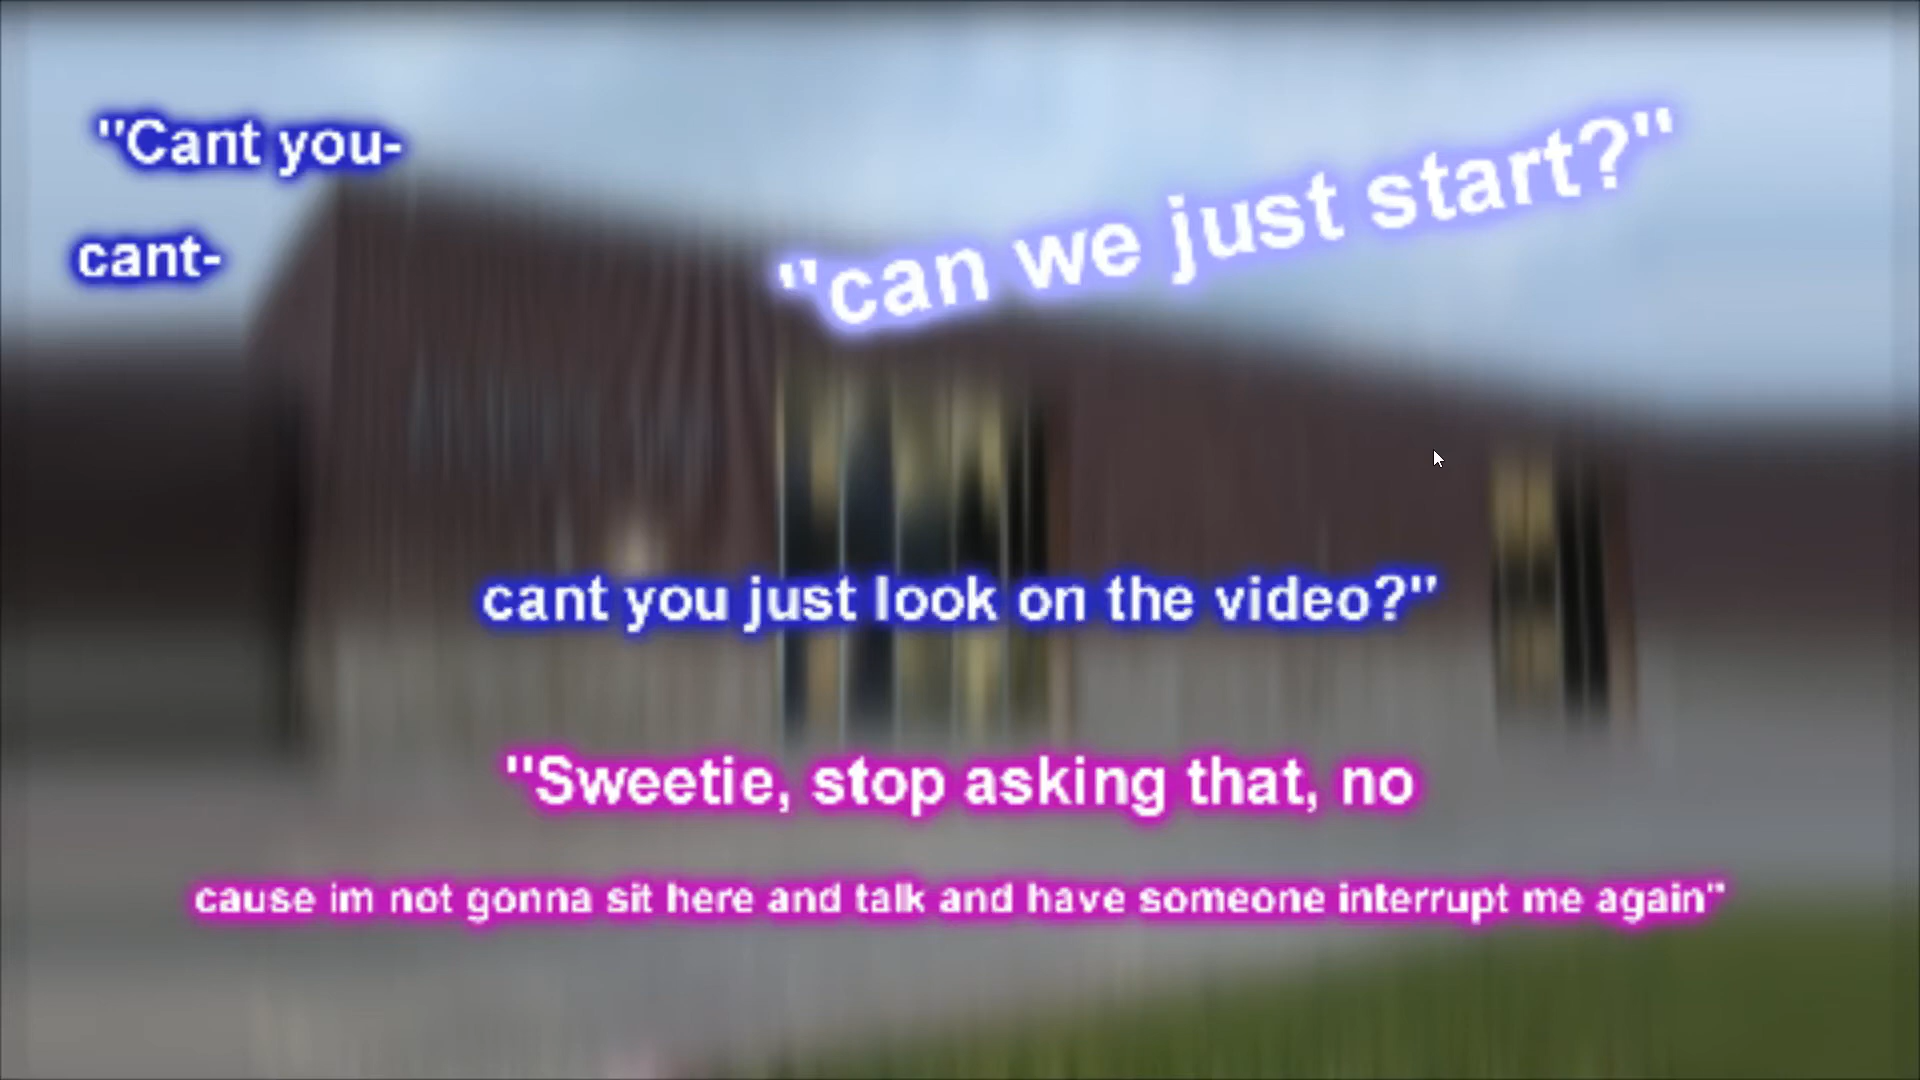 "Cant you-
cant-
"can we just start?"
cant you just look on the video?"
"Sweetie, stop asking that, no
cause im not gonna sit here and talk and have someone interrupt me again"